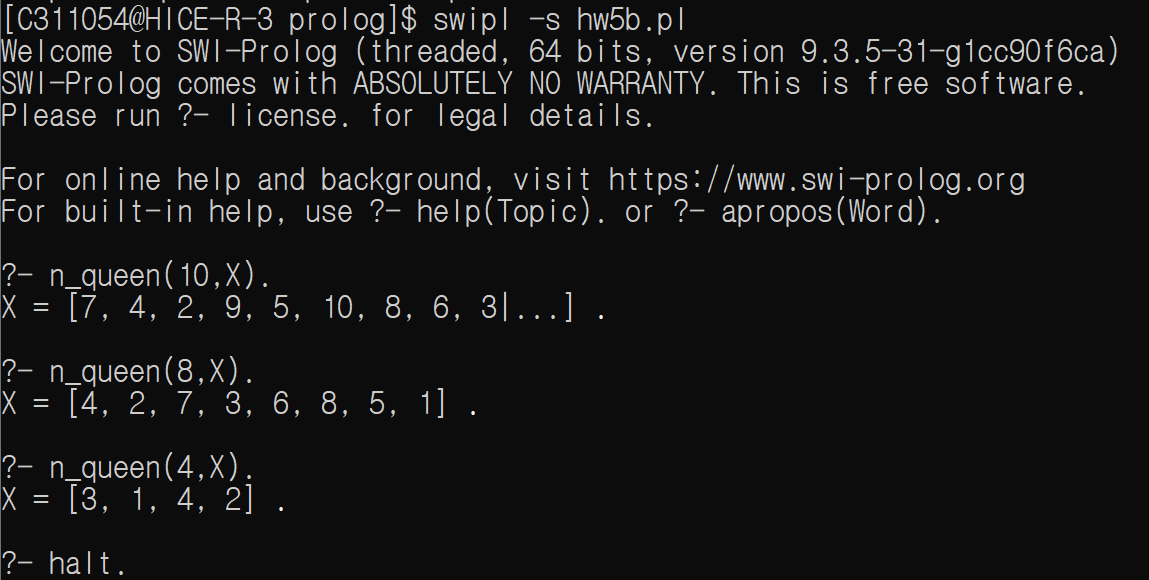 [C311054@HICE-R-3 prolog]$ swipl -s hw5b.pl
Welcome to SWI-Prolog (threaded, 64 bits, version 9.3.5-31-g1cc90f6ca)
SWI-Prolog comes with ABSOLUTELY NO WARRANTY. This is free software.
Please run ?- license. for legal details.
For online help and background, visit https://www.swi-prolog.org
For built-in help, use ?- help(Topic). or ?- apropos(Word).
?- n_queen(10,X).
X = [7, 4, 2, 9, 5, 10, 8, 6, 3|...] .
?- n_queen(8,X).
X = [4, 2, 7, 3, 6, 8, 5, 1] .
?- n_queen(4,X).
X = [3, 1, 4, 2] .
?- halt.